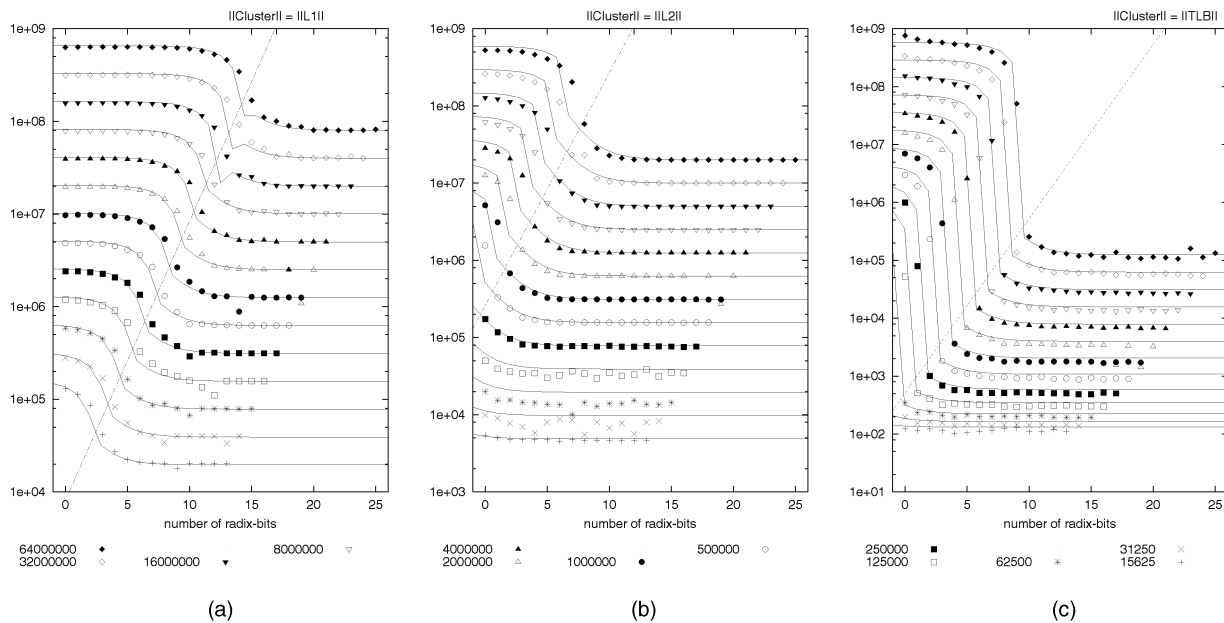 ||Cluster|| = ||L1||
1e+09
1e+08
1e+07
1e+06
1e+05
1e+04
0 5 10 15 20 25
number of radix-bits
64000000 8000000
32000000 16000000
(a)
||Cluster|| = ||L2||
1e+09
1e+08
1e+07
1e+06
1e+05
1e+04
1e+03
0 5 10 15 20 25
number of radix-bits
4000000 500000
2000000 1000000
(b)
||Cluster|| = ||TLB||
1e+09
1e+08
1e+07
1e+06
1e+05
1e+04
1e+03
1e+02
1e+01
0 5 10 15 20 25
number of radix-bits
250000 31250
125000 62500 15625
(c)